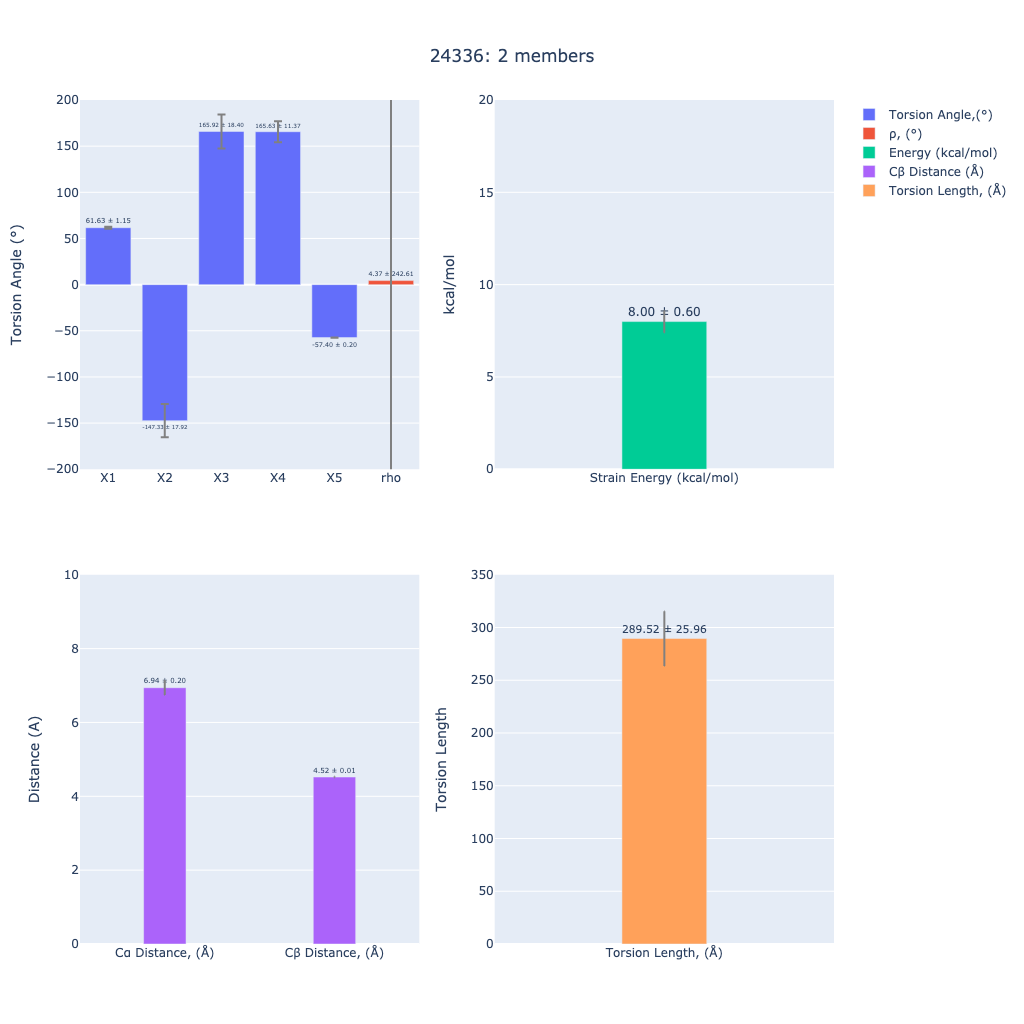 24336: 2 members
Torsion Angle (°)
200
150
100
50
0
−50
−100
−150
−200
61.63 ± 1.15
-147.33 ± 17.92
165.92 ± 18.40
165.63 ± 11.37
-57.40 ± 0.20
4.37 ± 242.61
X1 X2 X3 X4 X5 rho
kcal/mol
20
15
10
5
0
8.00 ± 0.60
Strain Energy (kcal/mol)
Torsion Angle,(°)
ρ, (°)
Energy (kcal/mol)
Cβ Distance (Å)
Torsion Length, (Å)
Distance (A)
10
8
6
4
2
0
6.94 ± 0.20
4.52 ± 0.01
Cα Distance, (Å) Cβ Distance, (Å)
Torsion Length
350
300
250
200
150
100
50
0
289.52 ± 25.96
Torsion Length, (Å)